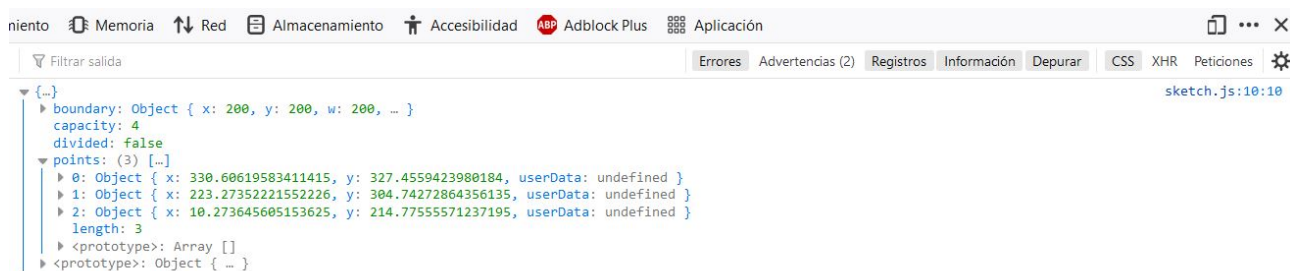 miento Memoria Red Almacenamiento Accesibilidad ABP Adblock Plus Aplicación
Filtrar salida Errores Advertencias (2) Registros Información Depurar CSS XHR Peticiones
{…} sketch.js:10:10
boundary: Object { x: 200, y: 200, w: 200, … }
capacity: 4
divided: false
points: (3) […]
0: Object { x: 330.60619583411415, y: 327.4559423980184, userData: undefined }
1: Object { x: 223.27352221552226, y: 304.74272864356135, userData: undefined }
2: Object { x: 10.273645605153625, y: 214.77555571237195, userData: undefined }
length: 3
<prototype>: Array []
<prototype>: Object { … }